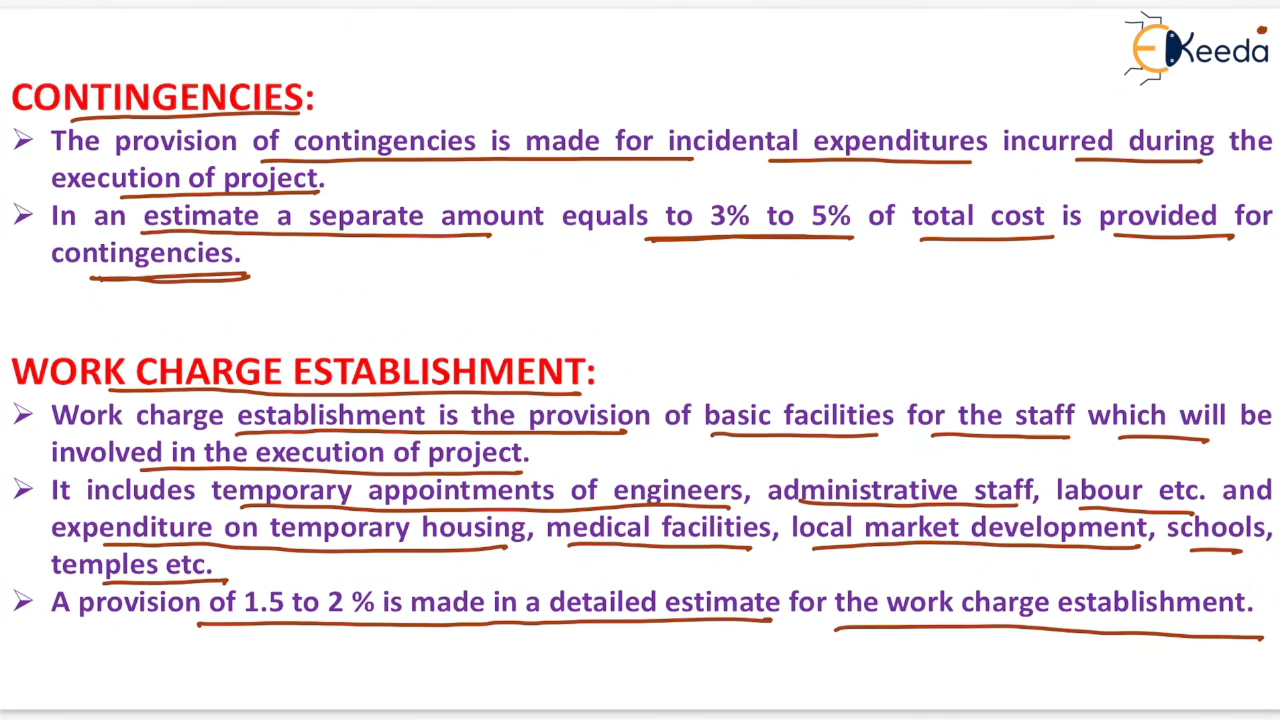 EKeeda
CONTINGENCIES:
➢ The provision of contingencies is made for incidental expenditures incurred during the
execution of project.
➢ In an estimate a separate amount equals to 3% to 5% of total cost is provided for
contingencies.
WORK CHARGE ESTABLISHMENT:
➢ Work charge establishment is the provision of basic facilities for the staff which will be
involved in the execution of project.
➢ It includes temporary appointments of engineers, administrative staff, labour etc. and
expenditure on temporary housing, medical facilities, local market development, schools,
temples etc.
➢ A provision of 1.5 to 2 % is made in a detailed estimate for the work charge establishment.